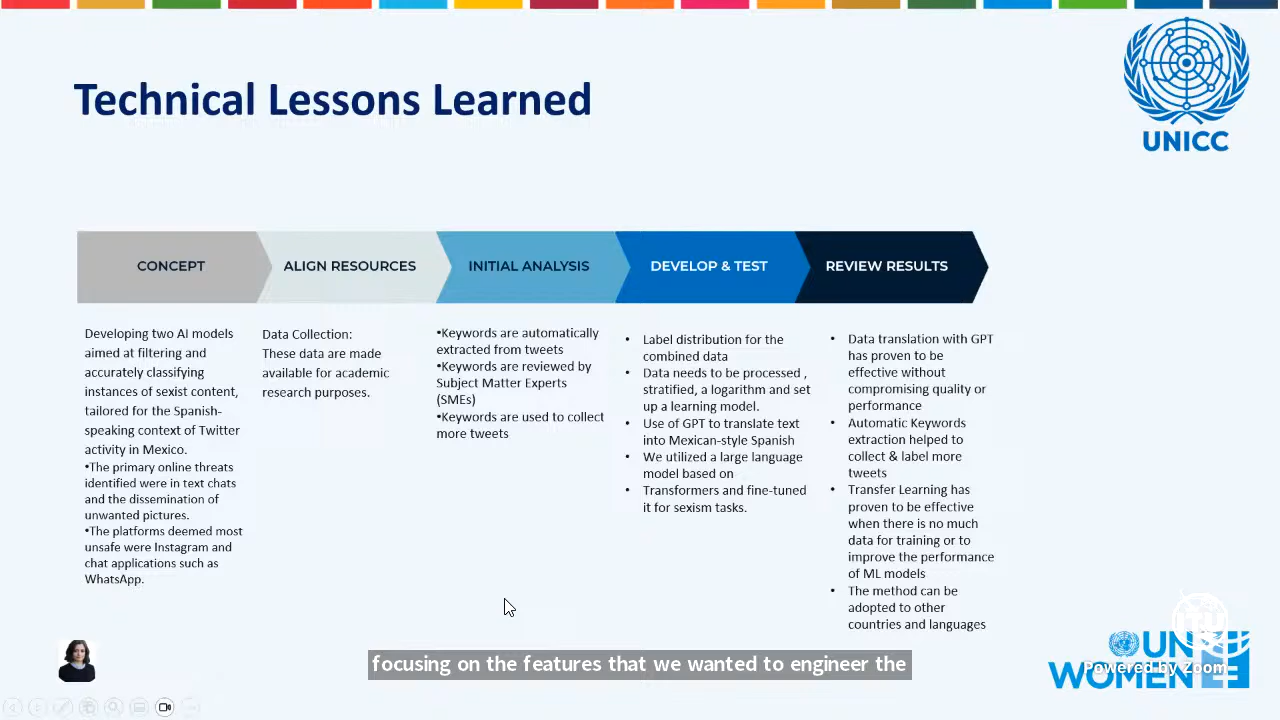 Technical Lessons Learned
UNICC
CONCEPT
ALIGN RESOURCES
INITIAL ANALYSIS
DEVELOP & TEST
REVIEW RESULTS
Developing two AI models
aimed at filtering and
accurately classifying
instances of sexist content,
tailored for the Spanish-
speaking context of Twitter
activity in Mexico.
•The primary online threats
identified were in text chats
and the dissemination of
unwanted pictures.
•The platforms deemed most
unsafe were Instagram and
chat applications such as
WhatsApp.
Data Collection:
These data are made
available for academic
research purposes.
•Keywords are automatically
extracted from tweets
•Keywords are reviewed by
Subject Matter Experts
(SMEs)
•Keywords are used to collect
more tweets
• Label distribution for the
combined data
• Data needs to be processed ,
stratified, a logarithm and set
up a learning model.
• Use of GPT to translate text
into Mexican-style Spanish
• We utilized a large language
model based on
• Transformers and fine-tuned
it for sexism tasks.
• Data translation with GPT
has proven to be
effective without
compromising quality or
performance
• Automatic Keywords
extraction helped to
collect & label more
tweets
• Transfer Learning has
proven to be effective
when there is no much
data for training or to
improve the performance
of ML models
• The method can be
adopted to other
countries and languages
focusing on the features that we wanted to engineer the
ITU
UN
WOMEN
Powered by Zoom